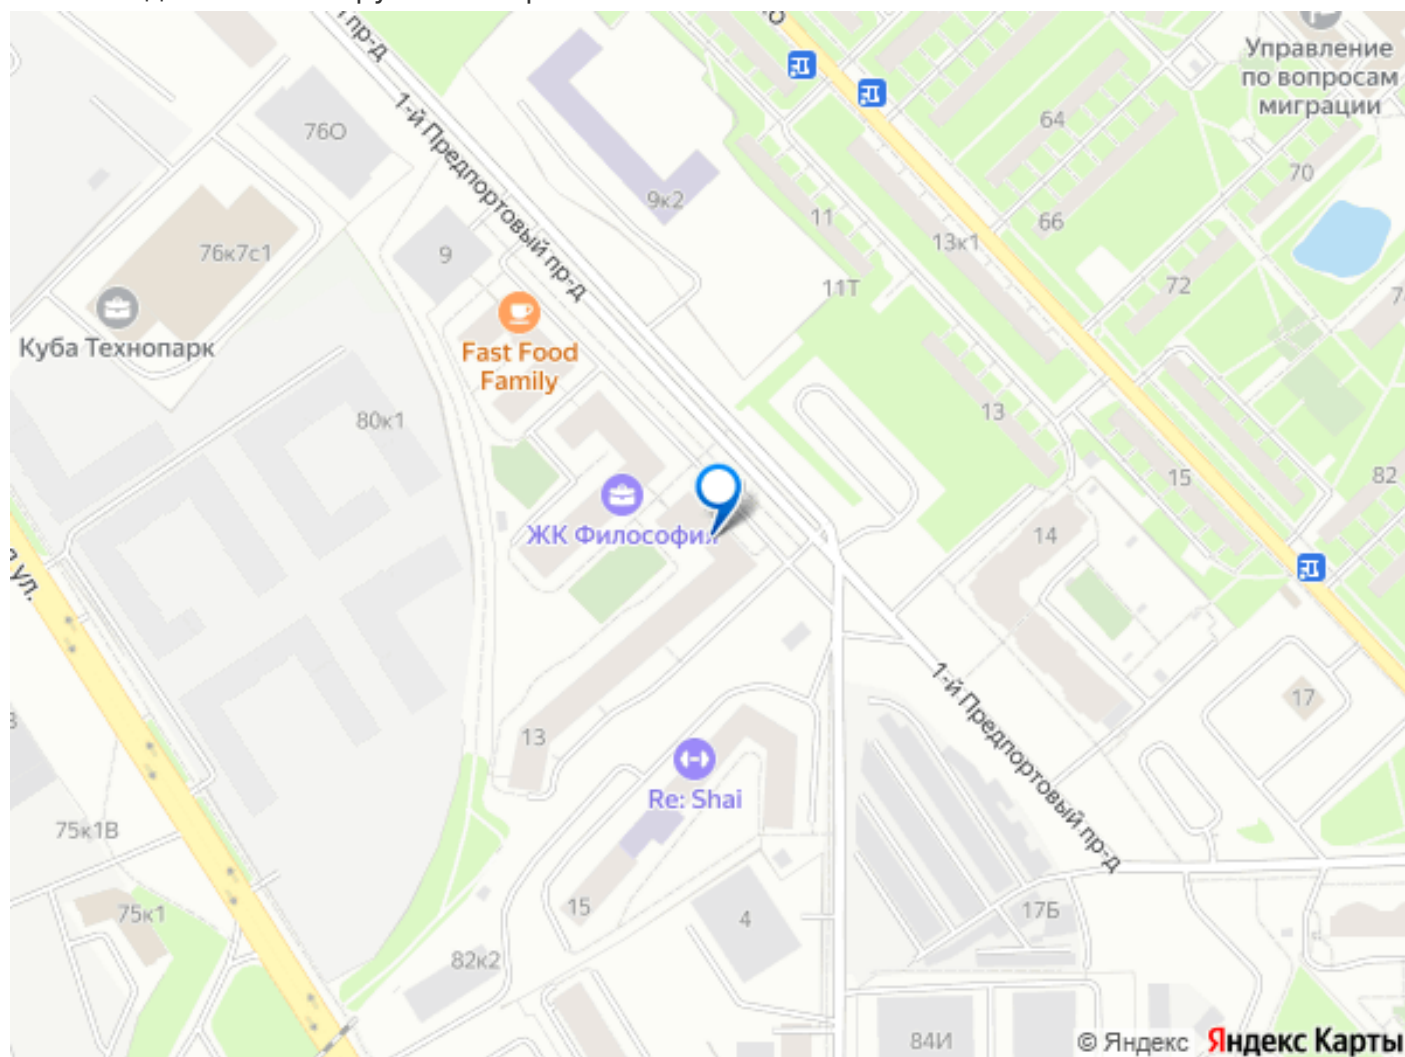 Управление
по вопросам
миграции
1-й Предпортовый пр-д
76О
64
70
9к2
66
11
13к1
76к7с1
9
72
11Т
Куба Технопарк
Fast Food
Family
80к1
13
15
82
ЖК Философия
14
ул.
1-й Предпортовый пр-д
17
13
Re: Shai
75к1В
75к1
15
4
17Б
82к2
84И
© Яндекс Яндекс Карты